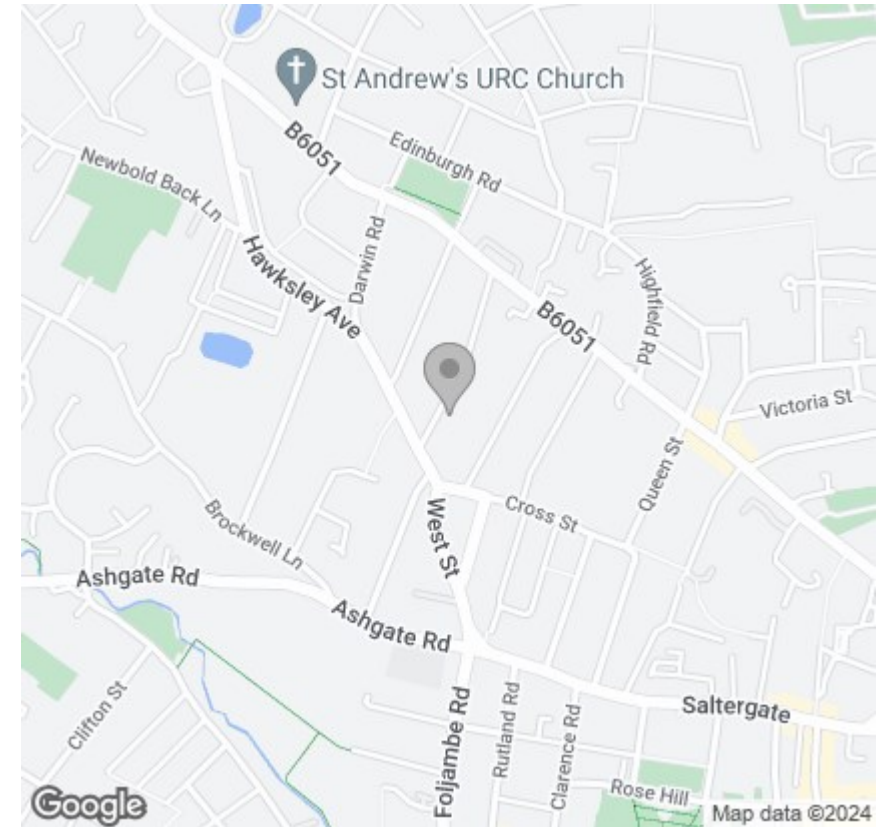 St Andrew's URC Church
B6051
Edinburgh Rd
Newbold Back Ln
Darwin Rd
Hawksley Ave
Highfield Rd
B6051
Victoria St
Queen St
Brockwell Ln
West St
Cross St
Ashgate Rd
Ashgate Rd
Clifton St
Foljambe Rd
Rutland Rd
Clarence Rd
Saltergate
Rose Hill
Google
Map data ©2024